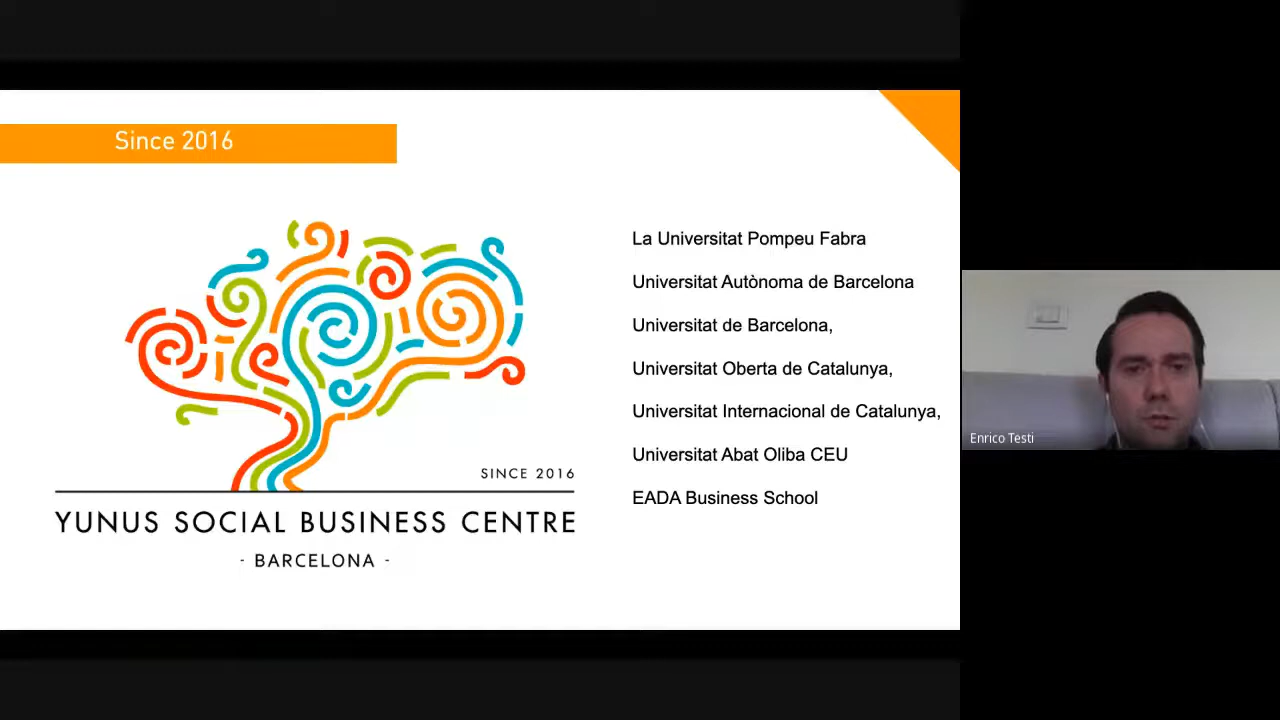 Since 2016
La Universitat Pompeu Fabra
Universitat Autònoma de Barcelona
Universitat de Barcelona,
Universitat Oberta de Catalunya,
Universitat Internacional de Catalunya,
Universitat Abat Oliba CEU
EADA Business School
SINCE 2016
YUNUS SOCIAL BUSINESS CENTRE
- BARCELONA -
Enrico Testi